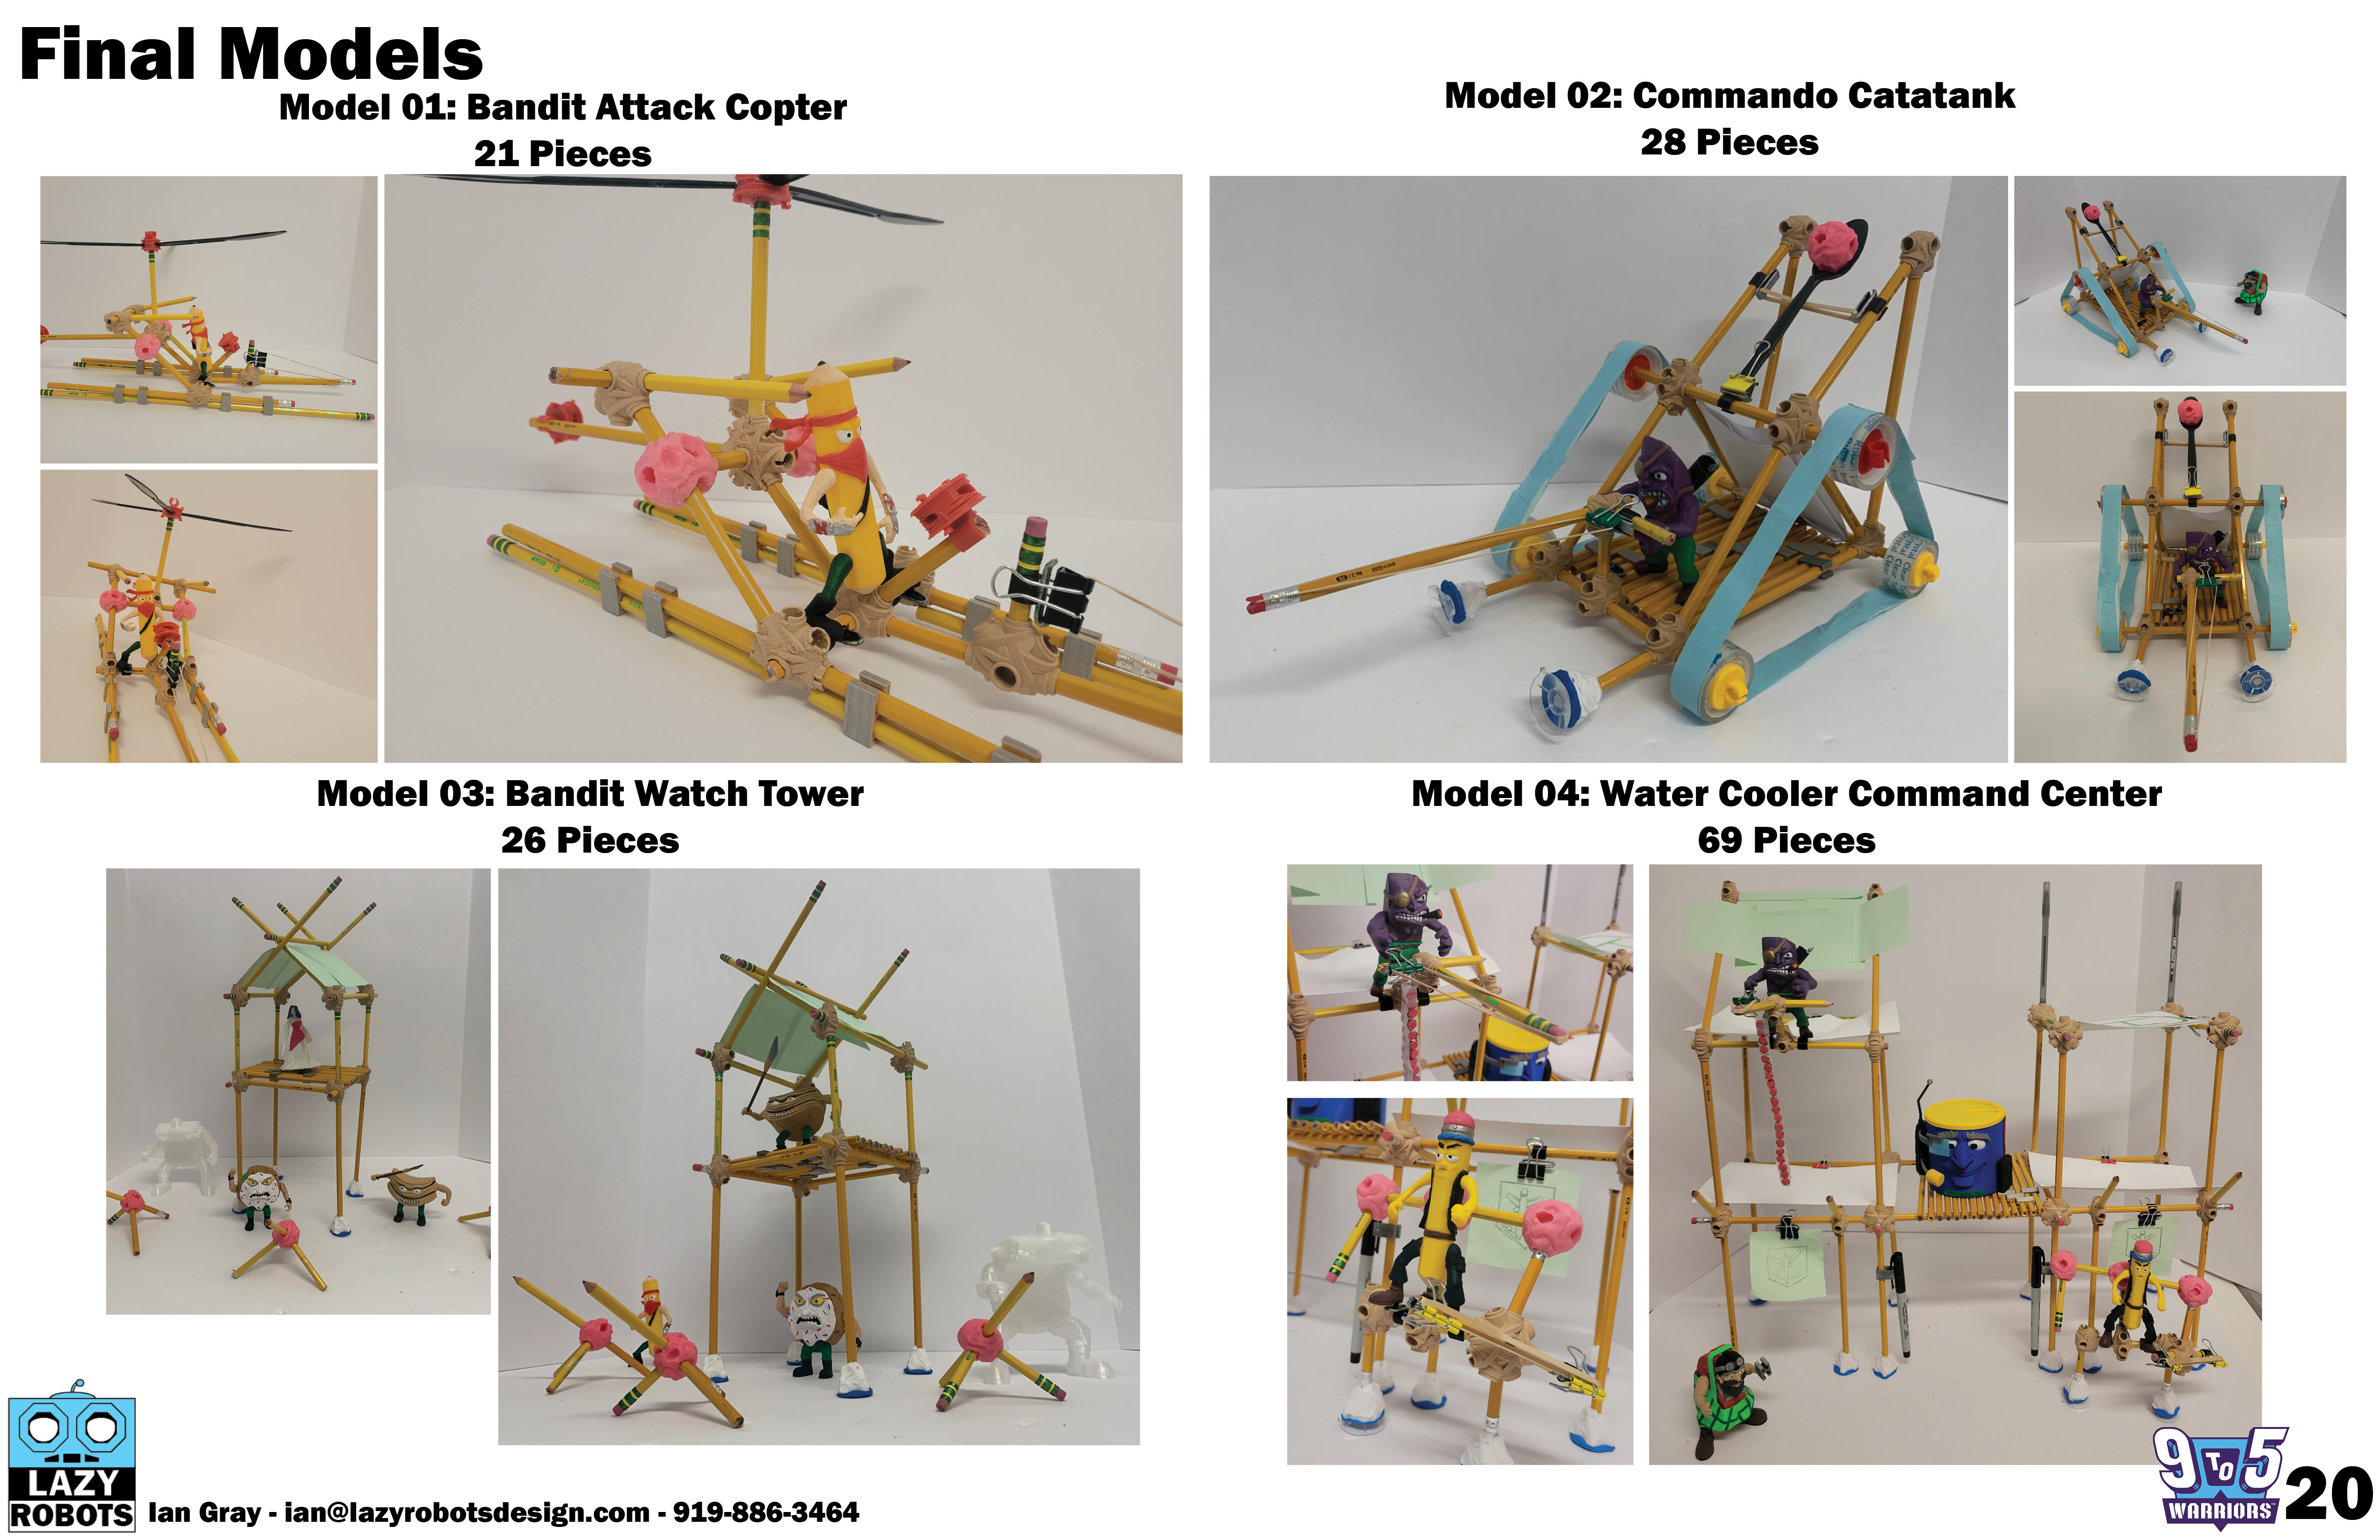 Final Models
Model 01: Bandit Attack Copter
21 Pieces
Model 02: Commando Catatank
28 Pieces
Model 03: Bandit Watch Tower
26 Pieces
Model 04: Water Cooler Command Center
69 Pieces
LAZY
ROBOTS
Ian Gray - ian@lazyrobotsdesign.com - 919-886-3464
9 TO 5
WARRIORS
20